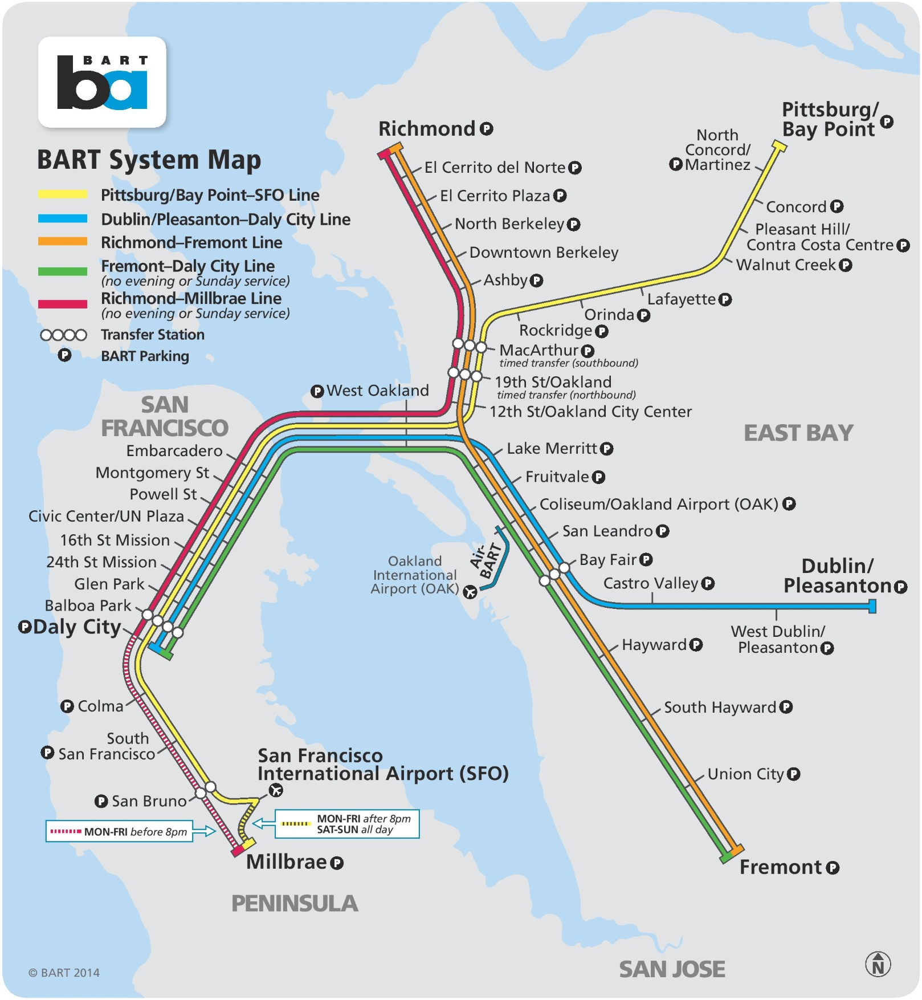 BART
ba
BART System Map
Pittsburg/Bay Point–SFO Line
Dublin/Pleasanton–Daly City Line
Richmond–Fremont Line
Fremont–Daly City Line
(no evening or Sunday service)
Richmond–Millbrae Line
(no evening or Sunday service)
Transfer Station
P BART Parking
Richmond P
El Cerrito del Norte P
El Cerrito Plaza P
North Berkeley P
Downtown Berkeley
Ashby P
Pittsburg/
Bay Point P
North
Concord/
P Martinez
Concord P
Pleasant Hill/
Contra Costa Centre P
Walnut Creek P
Lafayette P
Orinda P
Rockridge P
MacArthur P
timed transfer (southbound)
19th St/Oakland
timed transfer (northbound)
12th St/Oakland City Center
P West Oakland
SAN
FRANCISCO
EAST BAY
Embarcadero
Montgomery St
Powell St
Civic Center/UN Plaza
16th St Mission
24th St Mission
Glen Park
Balboa Park
P Daly City
Lake Merritt P
Fruitvale P
Coliseum/Oakland Airport (OAK) P
San Leandro P
Bay Fair P
Air-
BART
Oakland
International
Airport (OAK)
Castro Valley P
Dublin/
Pleasanton P
West Dublin/
Pleasanton P
Hayward P
South Hayward P
Union City P
Fremont P
P Colma
South
P San Francisco
San Francisco
International Airport (SFO)
P San Bruno
MON-FRI before 8pm
MON-FRI after 8pm
SAT-SUN all day
Millbrae P
PENINSULA
SAN JOSE
© BART 2014
N